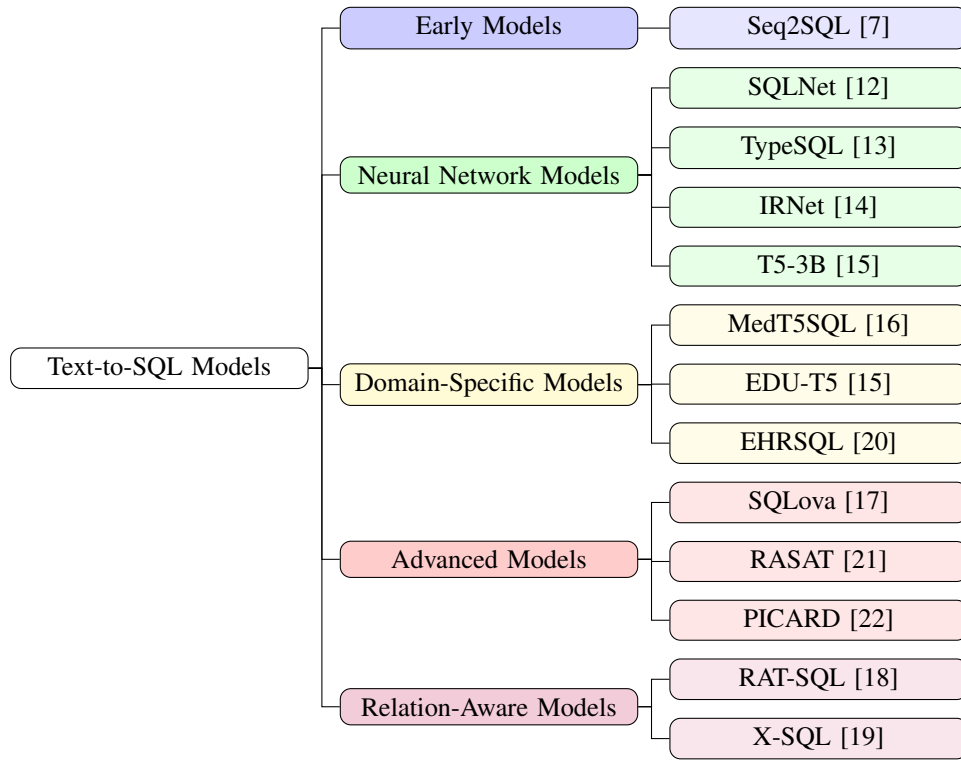 Text-to-SQL Models
Early Models
Seq2SQL [7]
Neural Network Models
SQLNet [12]
TypeSQL [13]
IRNet [14]
T5-3B [15]
Domain-Specific Models
MedT5SQL [16]
EDU-T5 [15]
EHRSQL [20]
Advanced Models
SQLova [17]
RASAT [21]
PICARD [22]
Relation-Aware Models
RAT-SQL [18]
X-SQL [19]